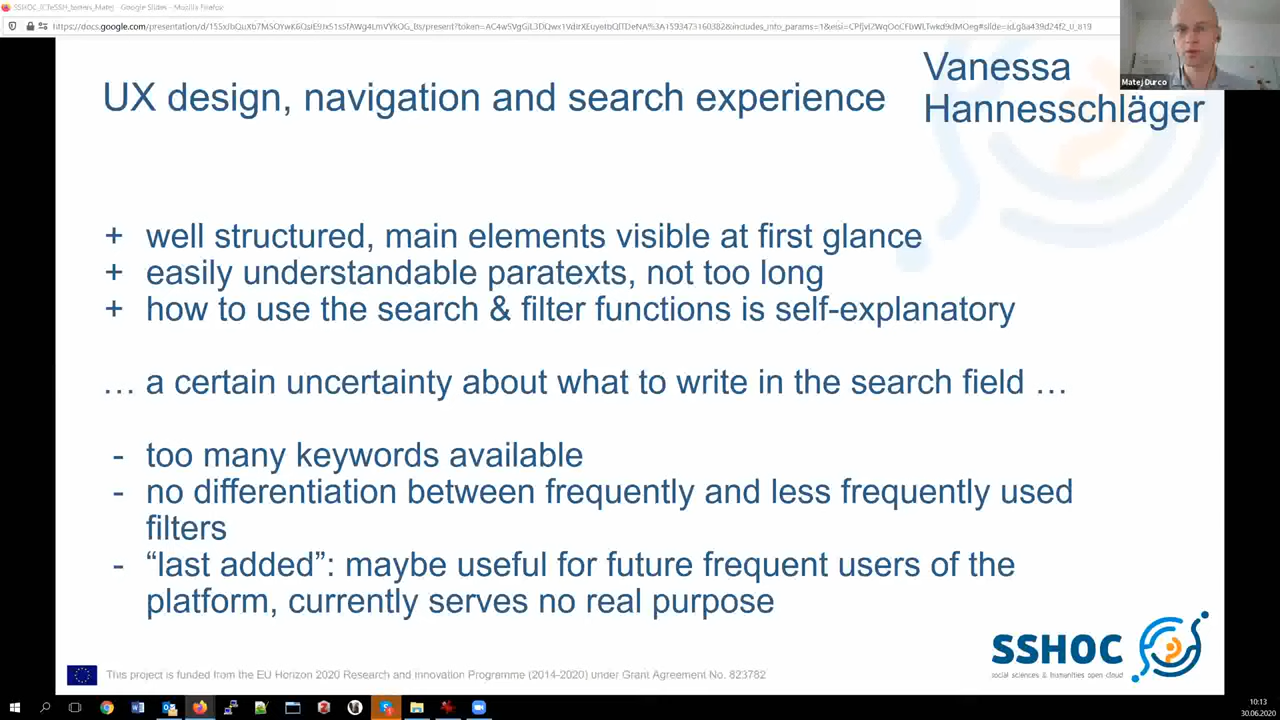 Mozilla Firefox
UX design, navigation and search experience
Vanessa
Hannesschläger
Matej Durco
+ well structured, main elements visible at first glance
+ easily understandable paratexts, not too long
+ how to use the search & filter functions is self-explanatory
… a certain uncertainty about what to write in the search field …
- too many keywords available
- no differentiation between frequently and less frequently used
filters
- “last added”: maybe useful for future frequent users of the
platform, currently serves no real purpose
SSHOC
social sciences & humanities open cloud
This project is funded from the EU Horizon 2020 Research and Innovation Programme (2014-2020) under Grant Agreement No. 823782
10:13
30.06.2020